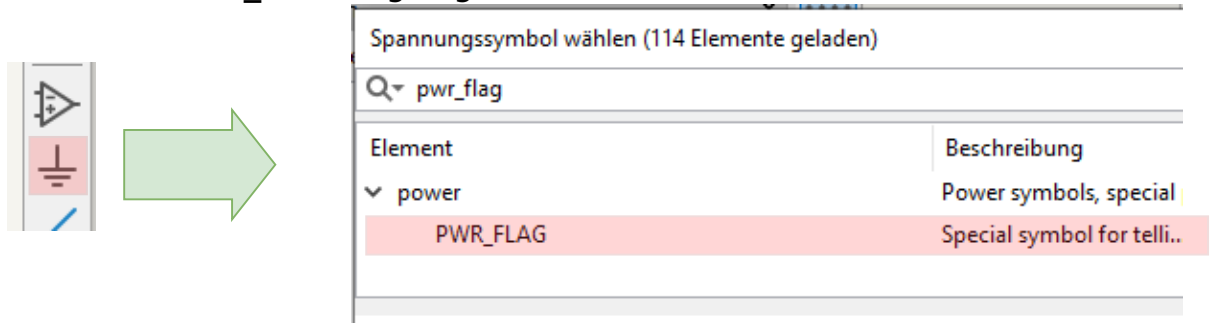 Spannungssymbol wählen (114 Elemente geladen)
pwr_flag
Element Beschreibung
power Power symbols, special
PWR_FLAG Special symbol for telli..